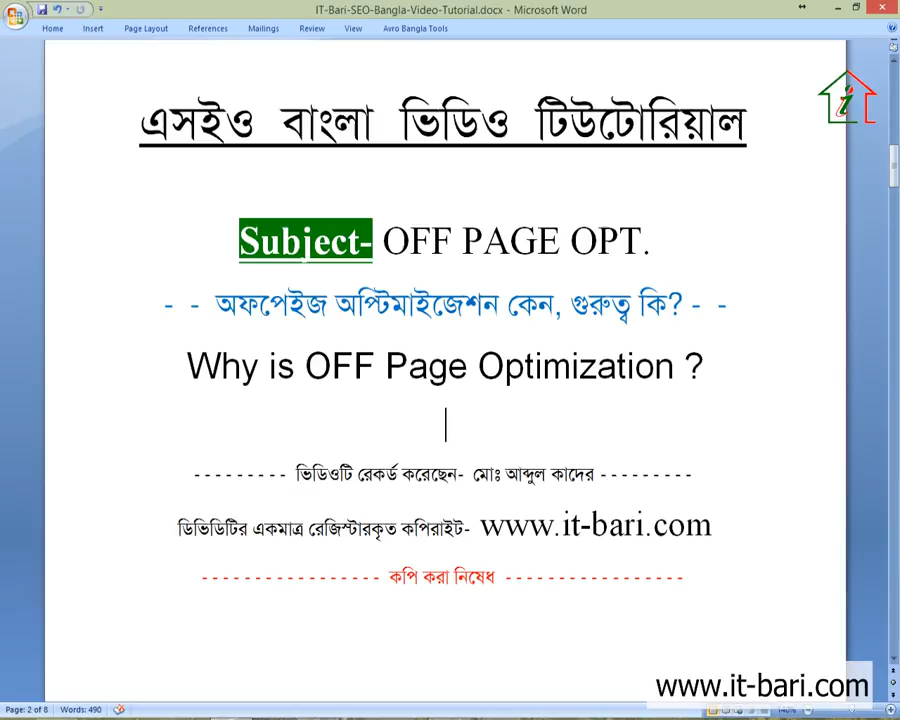 IT-Bari-SEO-Bangla-Video-Tutorial.docx - Microsoft Word
Home Insert Page Layout References Mailings Review View Avro Bangla Tools
এসইও বাংলা ভিডিও টিউটোরিয়াল
Subject- OFF PAGE OPT.
- - অফপেইজ অপ্টিমাইজেশন কেন, গুরুত্ব কি? - -
Why is OFF Page Optimization ?
- - - - - - - - - ভিডিওটি রেকর্ড করেছেন- মোঃ আব্দুল কাদের - - - - - - - - -
ডিভিডিটির একমাত্র রেজিস্টারকৃত কপিরাইট- www.it-bari.com
- - - - - - - - - - - - - - - - - কপি করা নিষেধ - - - - - - - - - - - - - - - - -
www.it-bari.com
Page: 2 of 8 Words: 490 140%